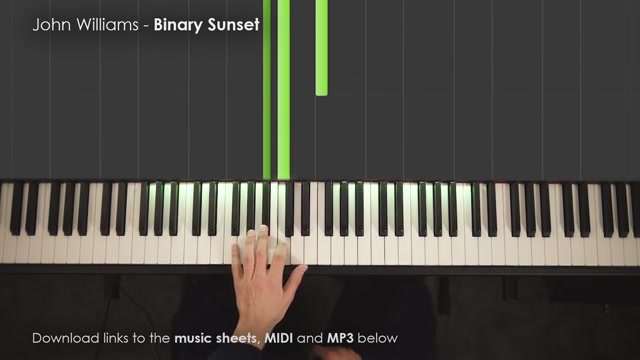 John Williams - Binary Sunset
Download links to the music sheets, MIDI and MP3 below